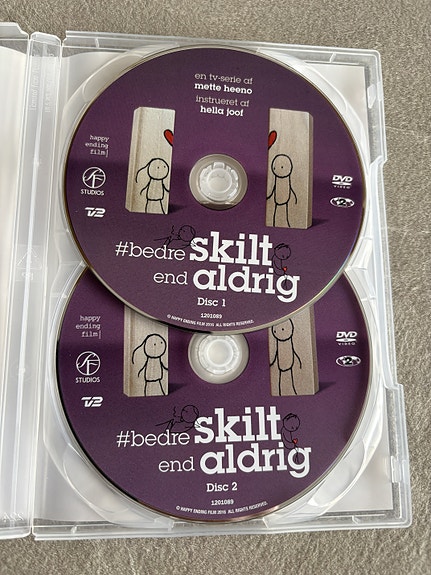 en tv-serie af
mette heeno
instrueret af
hella joof
happy
ending
film
SF
STUDIOS
TV2
DVD
VIDEO
#bedre skilt
end aldrig
Disc 1
1201089
© HAPPY ENDING FILM 2016 ALL RIGHTS RESERVED.
happy
ending
film
SF
STUDIOS
TV2
DVD
VIDEO
#bedre skilt
end aldrig
Disc 2
1201089
© HAPPY ENDING FILM 2016 ALL RIGHTS RESERVED.